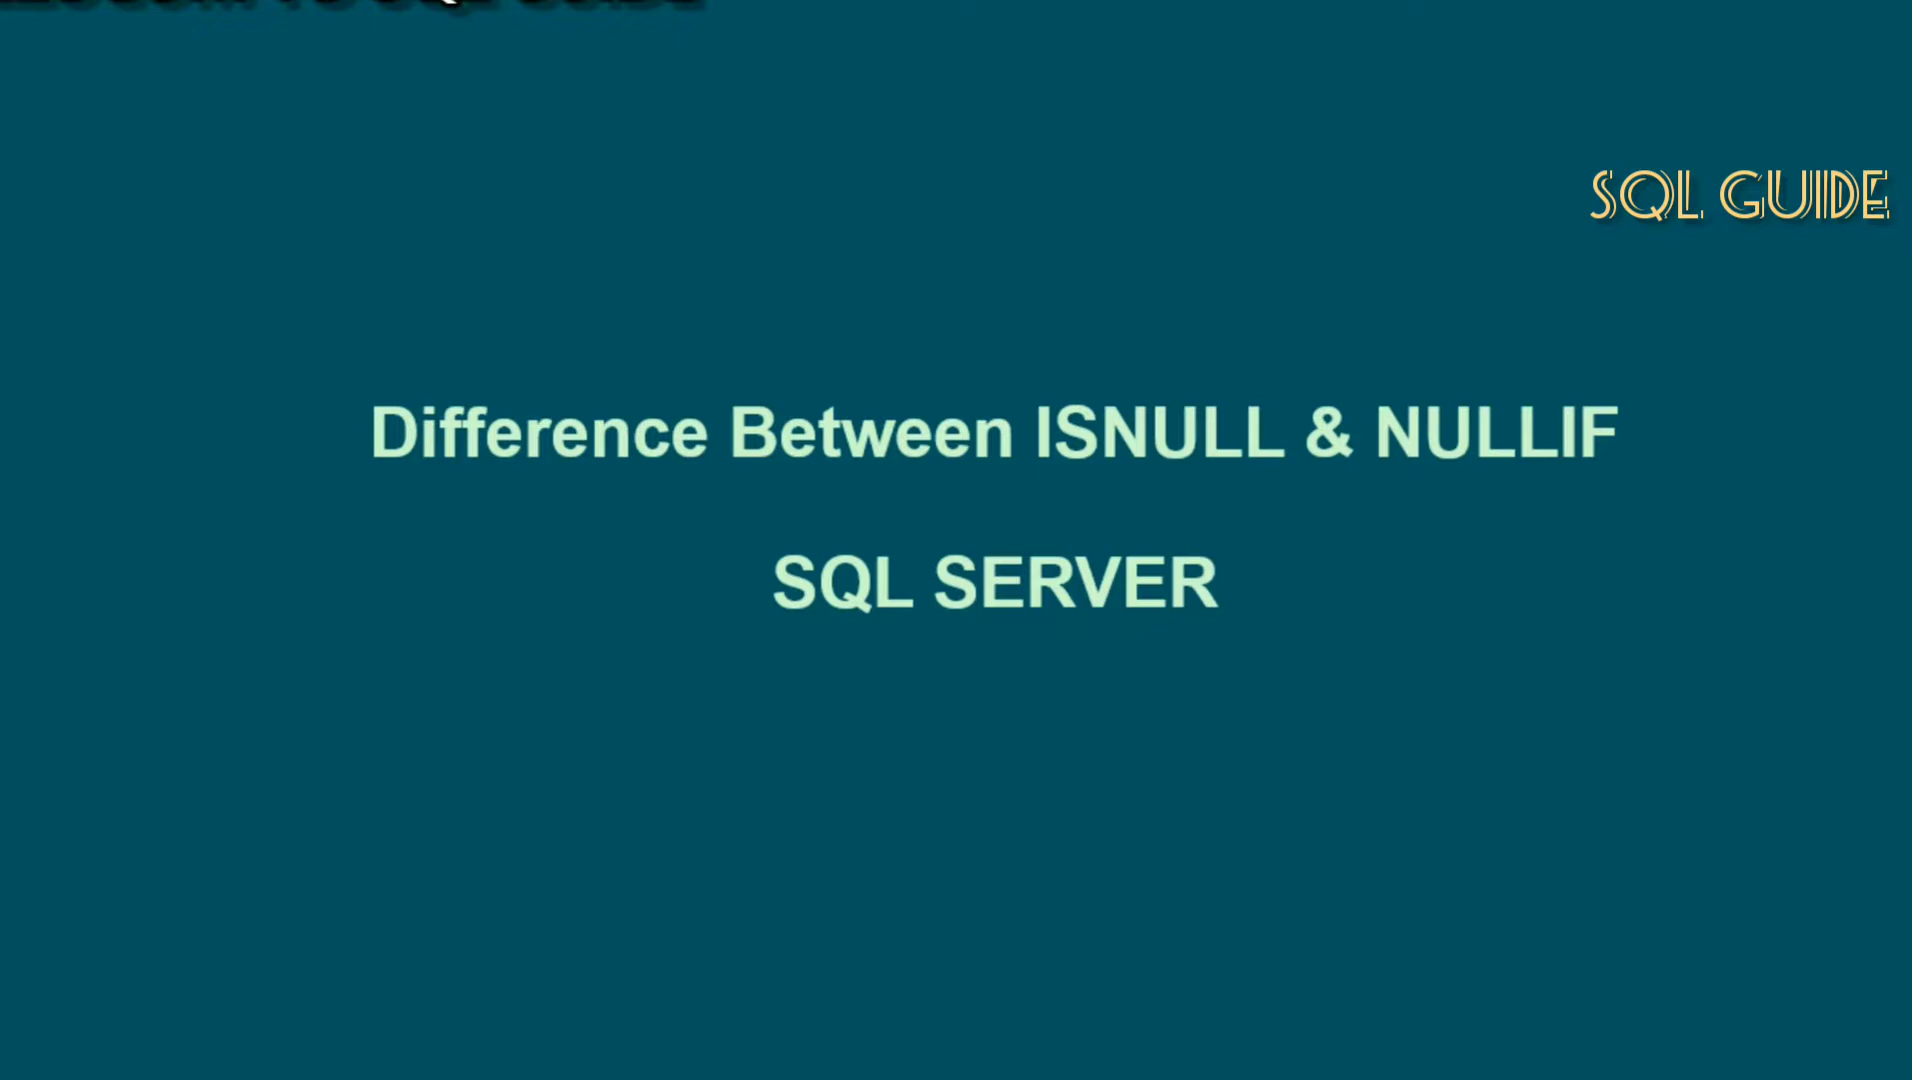 SQL GUIDE
Difference Between ISNULL & NULLIF
SQL SERVER